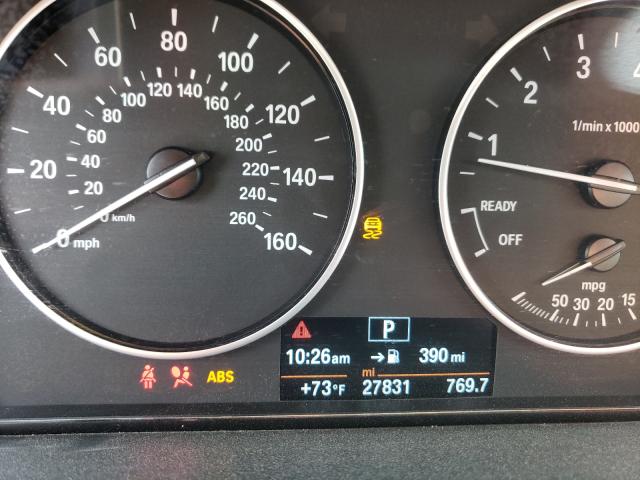 20 40 60 80 100 120 140 160
0 mph
20 40 60 80 100 120 140 160 180 200 220 240 260
0 km/h
1 2 3 4
1/min x 1000
READY
OFF
mpg
50 30 20 15
P
10:26am → 390 mi
mi
+73°F 27831 769.7
ABS